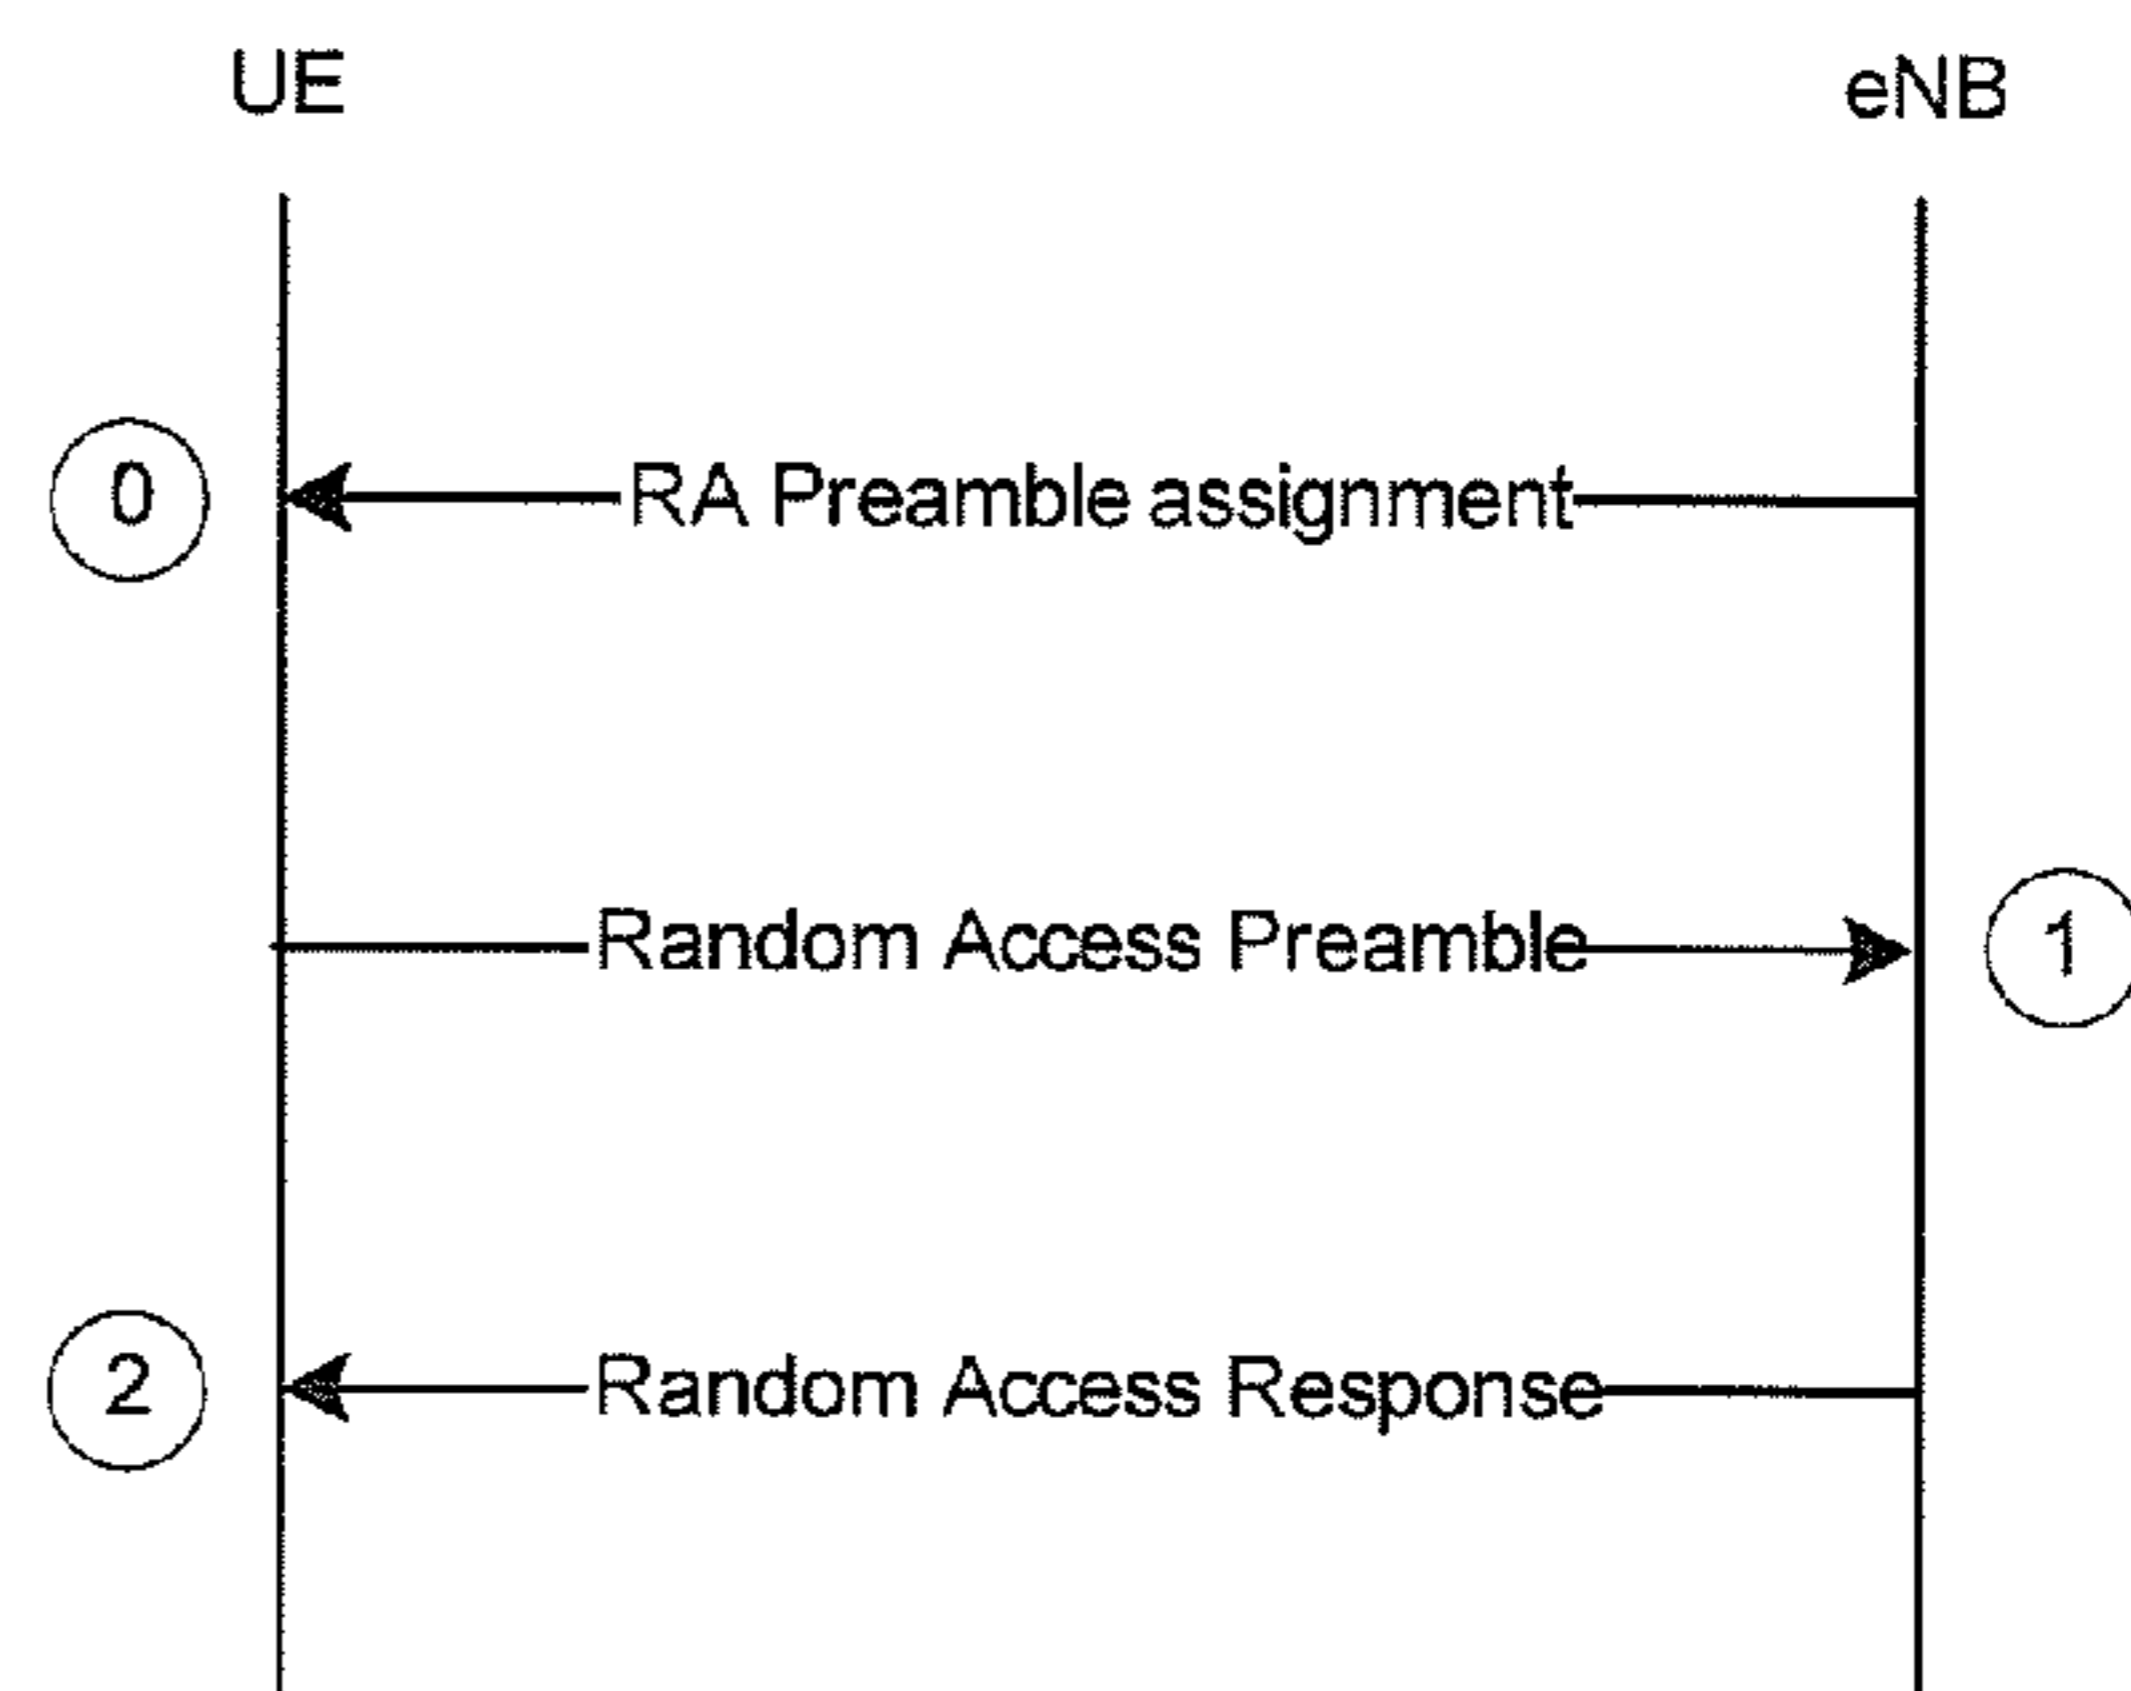 UE eNB
0 RA Preamble assignment
Random Access Preamble 1
2 Random Access Response